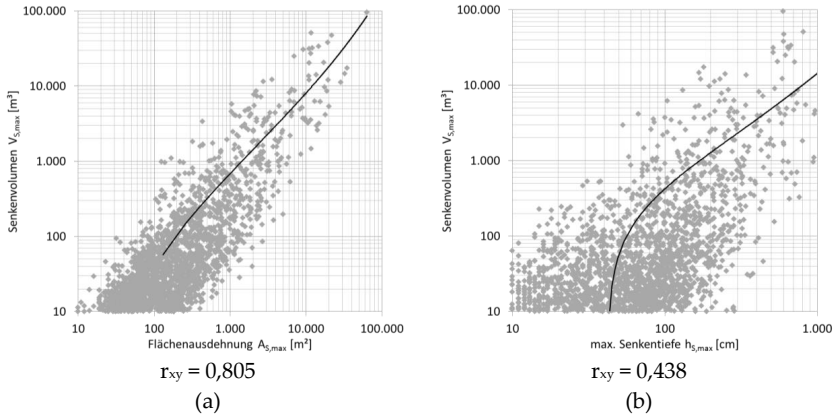 100.000
10.000
1.000
100
10
Senkenvolumen V_S,max [m³]
10 100 1.000 10.000 100.000
Flächenausdehnung A_S,max [m²]
r_xy = 0,805
(a)
100.000
10.000
1.000
100
10
Senkenvolumen V_S,max [m³]
10 100 1.000
max. Senkentiefe h_S,max [cm]
r_xy = 0,438
(b)